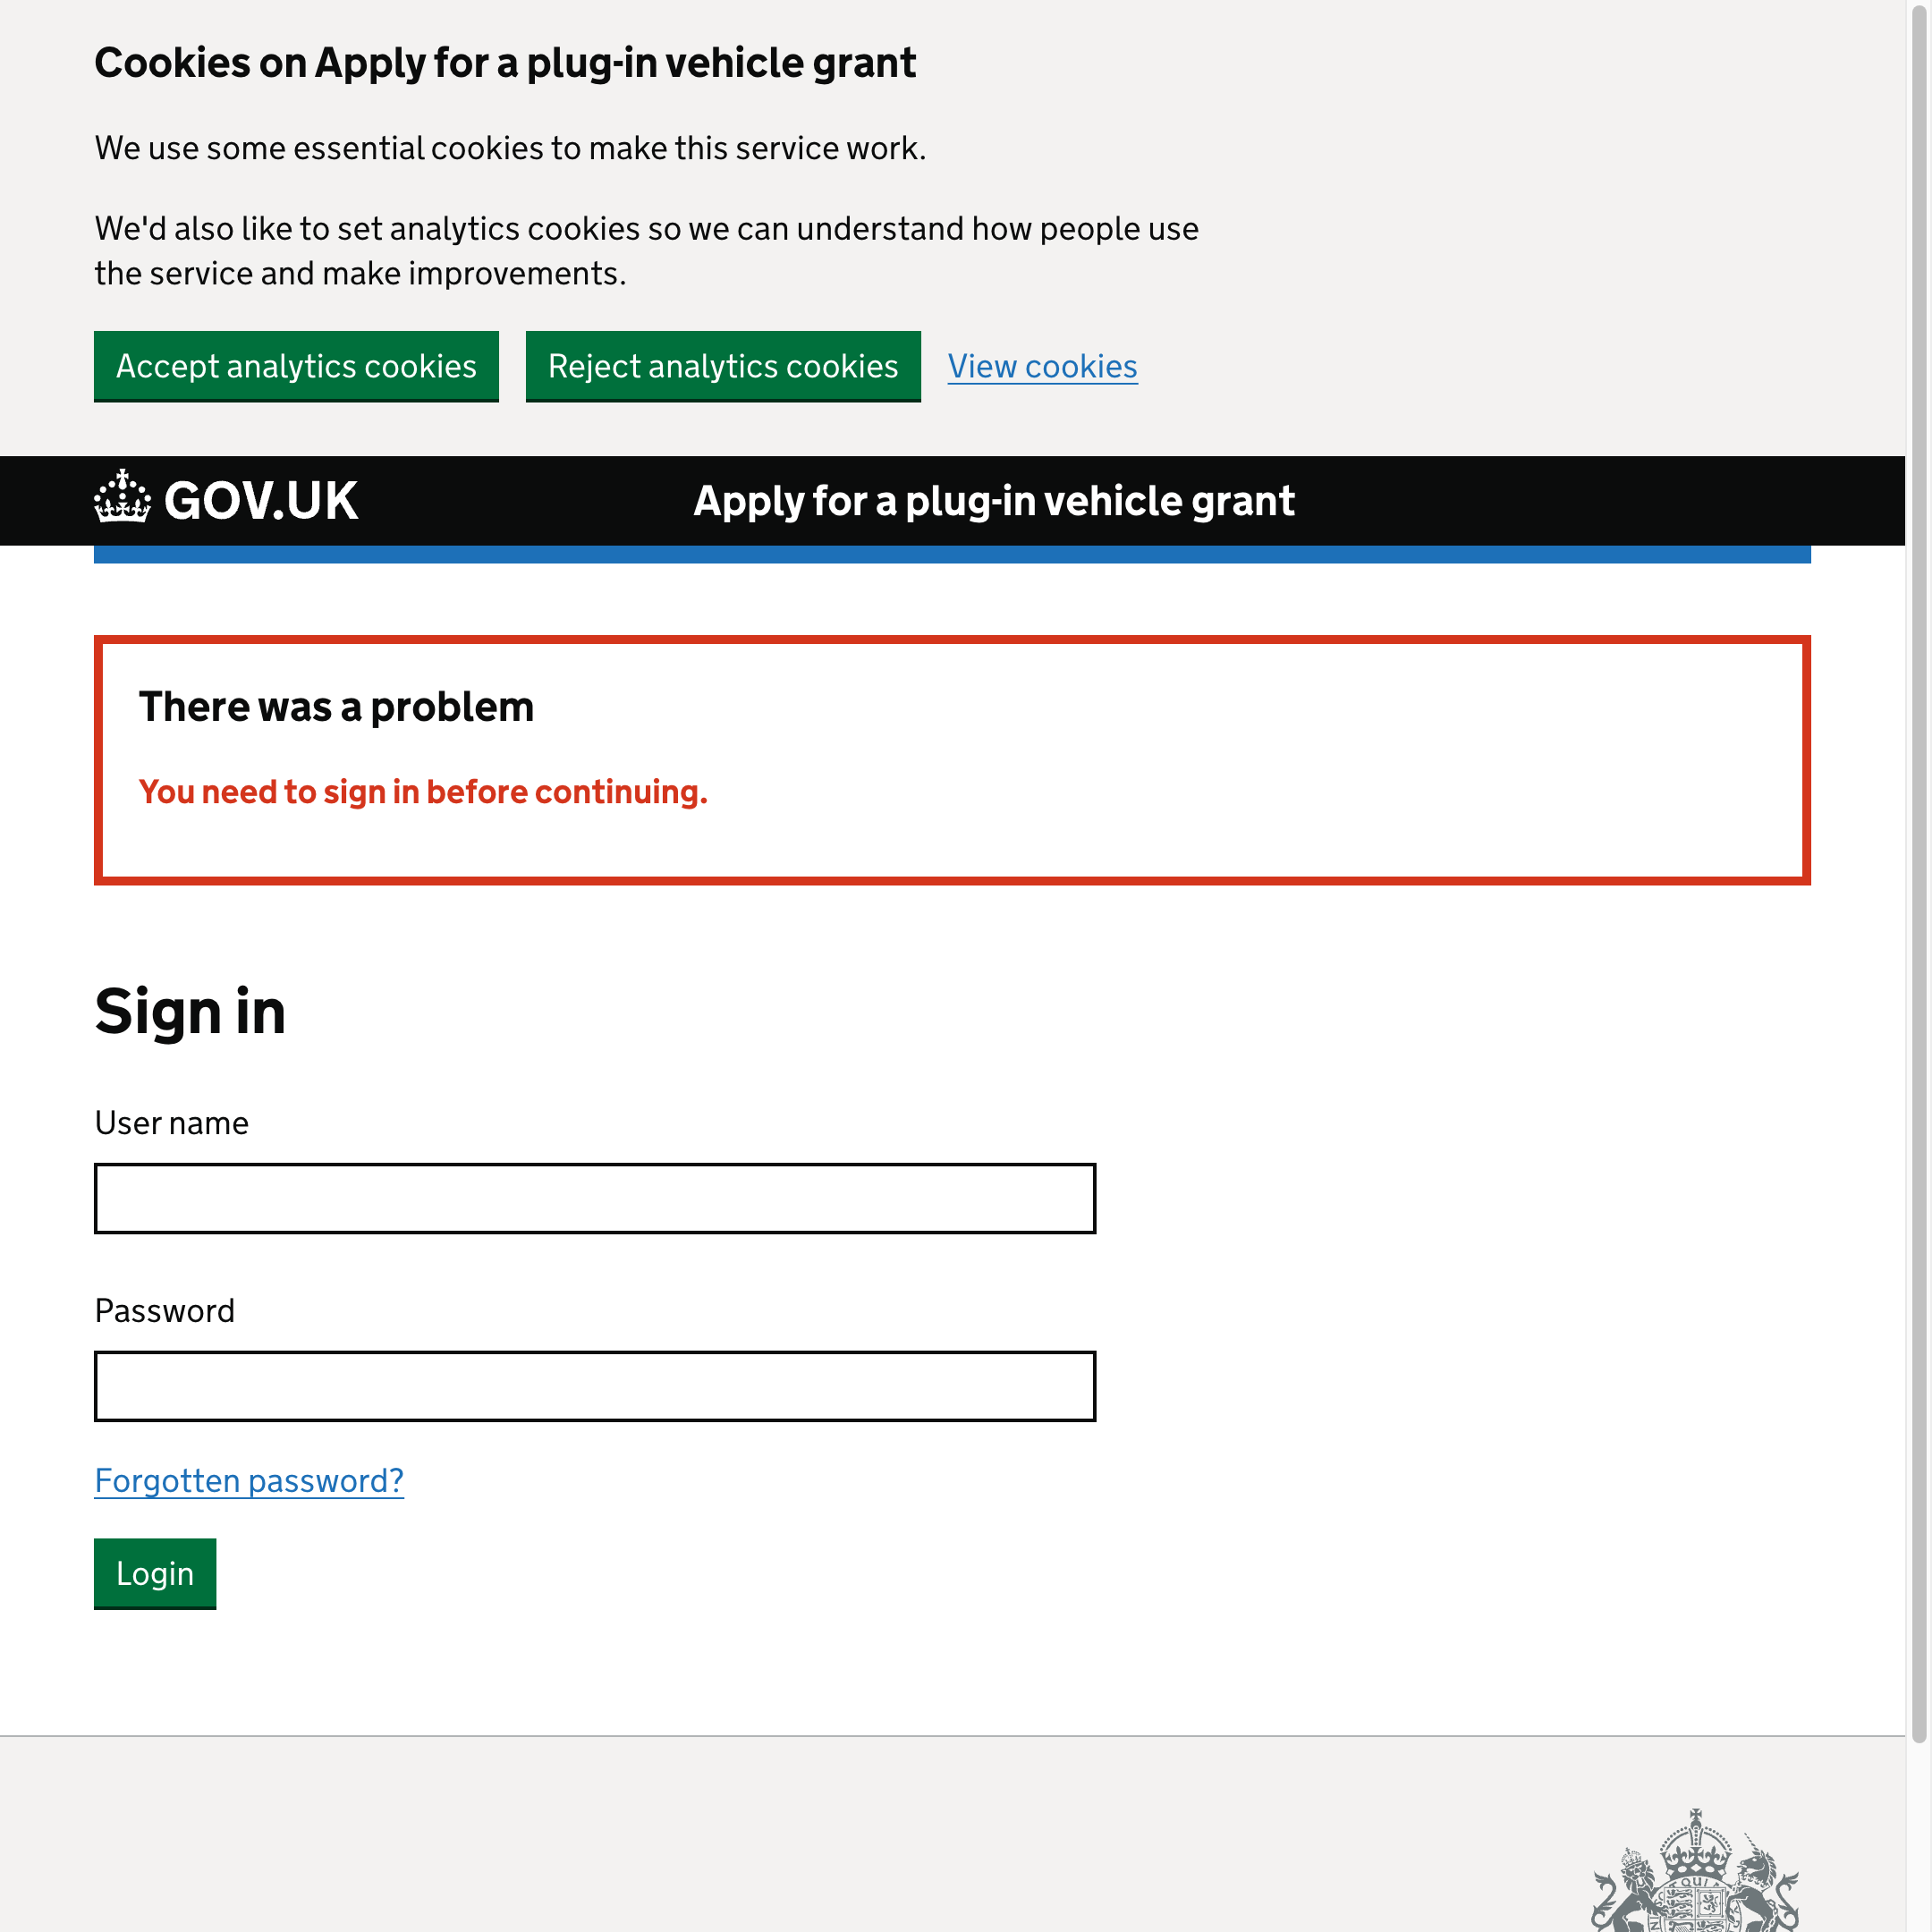 Cookies on Apply for a plug-in vehicle grant
We use some essential cookies to make this service work.
We'd also like to set analytics cookies so we can understand how people use
the service and make improvements.
Accept analytics cookies
Reject analytics cookies
View cookies
GOV.UK
Apply for a plug-in vehicle grant
There was a problem
You need to sign in before continuing.
Sign in
User name
Password
Forgotten password?
Login